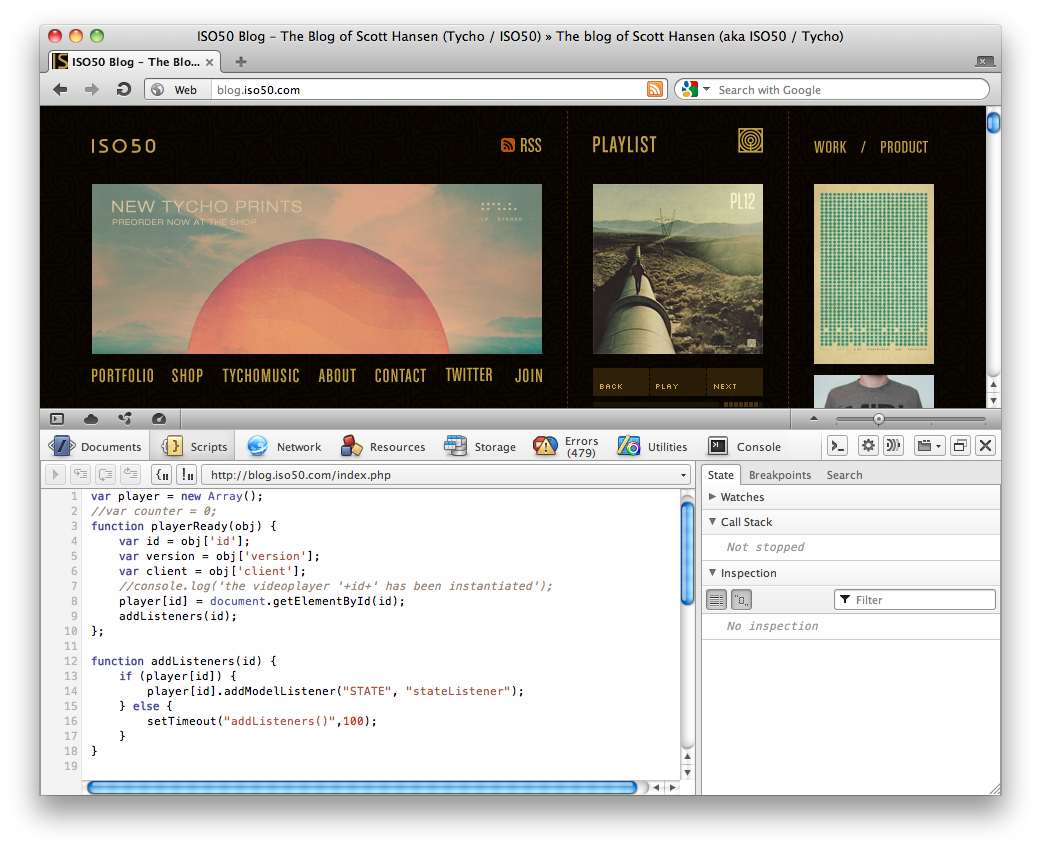 ISO50 Blog – The Blog of Scott Hansen (Tycho / ISO50) » The blog of Scott Hansen (aka ISO50 / Tycho)
ISO50 Blog – The Blo...
Web
blog.iso50.com
Search with Google
ISO50
RSS
PLAYLIST
WORK / PRODUCT
NEW TYCHO PRINTS
PREORDER NOW AT THE SHOP
LP STEREO
PL12
PORTFOLIO SHOP TYCHOMUSIC ABOUT CONTACT TWITTER JOIN
BACK PLAY NEXT
Documents Scripts Network Resources Storage Errors (479) Utilities Console
http://blog.iso50.com/index.php
State Breakpoints Search
Watches
Call Stack
Not stopped
Inspection
Filter
No inspection
1 var player = new Array();
2 //var counter = 0;
3 function playerReady(obj) {
4 var id = obj['id'];
5 var version = obj['version'];
6 var client = obj['client'];
7 //console.log('the videoplayer '+id+' has been instantiated');
8 player[id] = document.getElementById(id);
9 addListeners(id);
10 };
11
12 function addListeners(id) {
13 if (player[id]) {
14 player[id].addModelListener("STATE", "stateListener");
15 } else {
16 setTimeout("addListeners()",100);
17 }
18 }
19